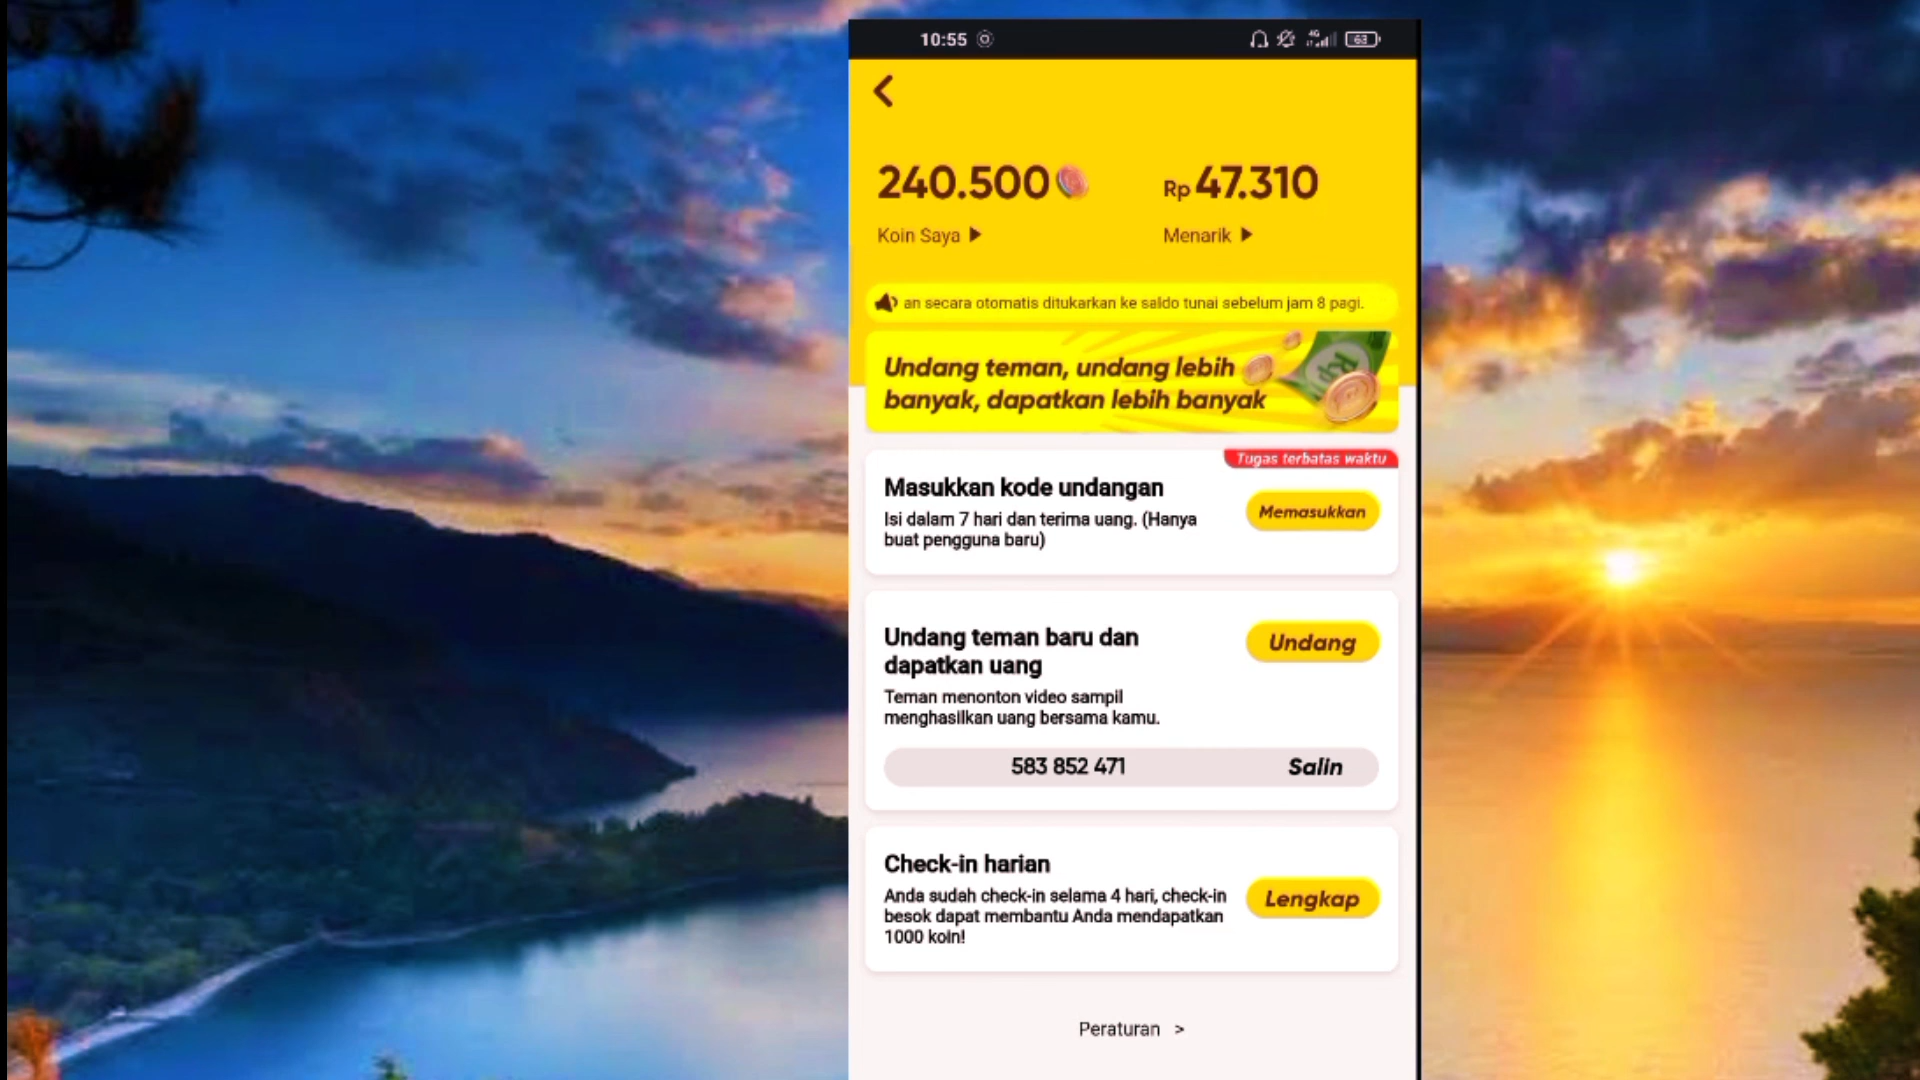 10:55
4G
63
240.500
Rp 47.310
Koin Saya
Menarik
an secara otomatis ditukarkan ke saldo tunai sebelum jam 8 pagi.
Undang teman, undang lebih
banyak, dapatkan lebih banyak
Rp
Tugas terbatas waktu
Masukkan kode undangan
Isi dalam 7 hari dan terima uang. (Hanya
buat pengguna baru)
Memasukkan
Undang teman baru dan
dapatkan uang
Undang
Teman menonton video sampil
menghasilkan uang bersama kamu.
583 852 471
Salin
Check-in harian
Anda sudah check-in selama 4 hari, check-in
besok dapat membantu Anda mendapatkan
1000 koin!
Lengkap
Peraturan >